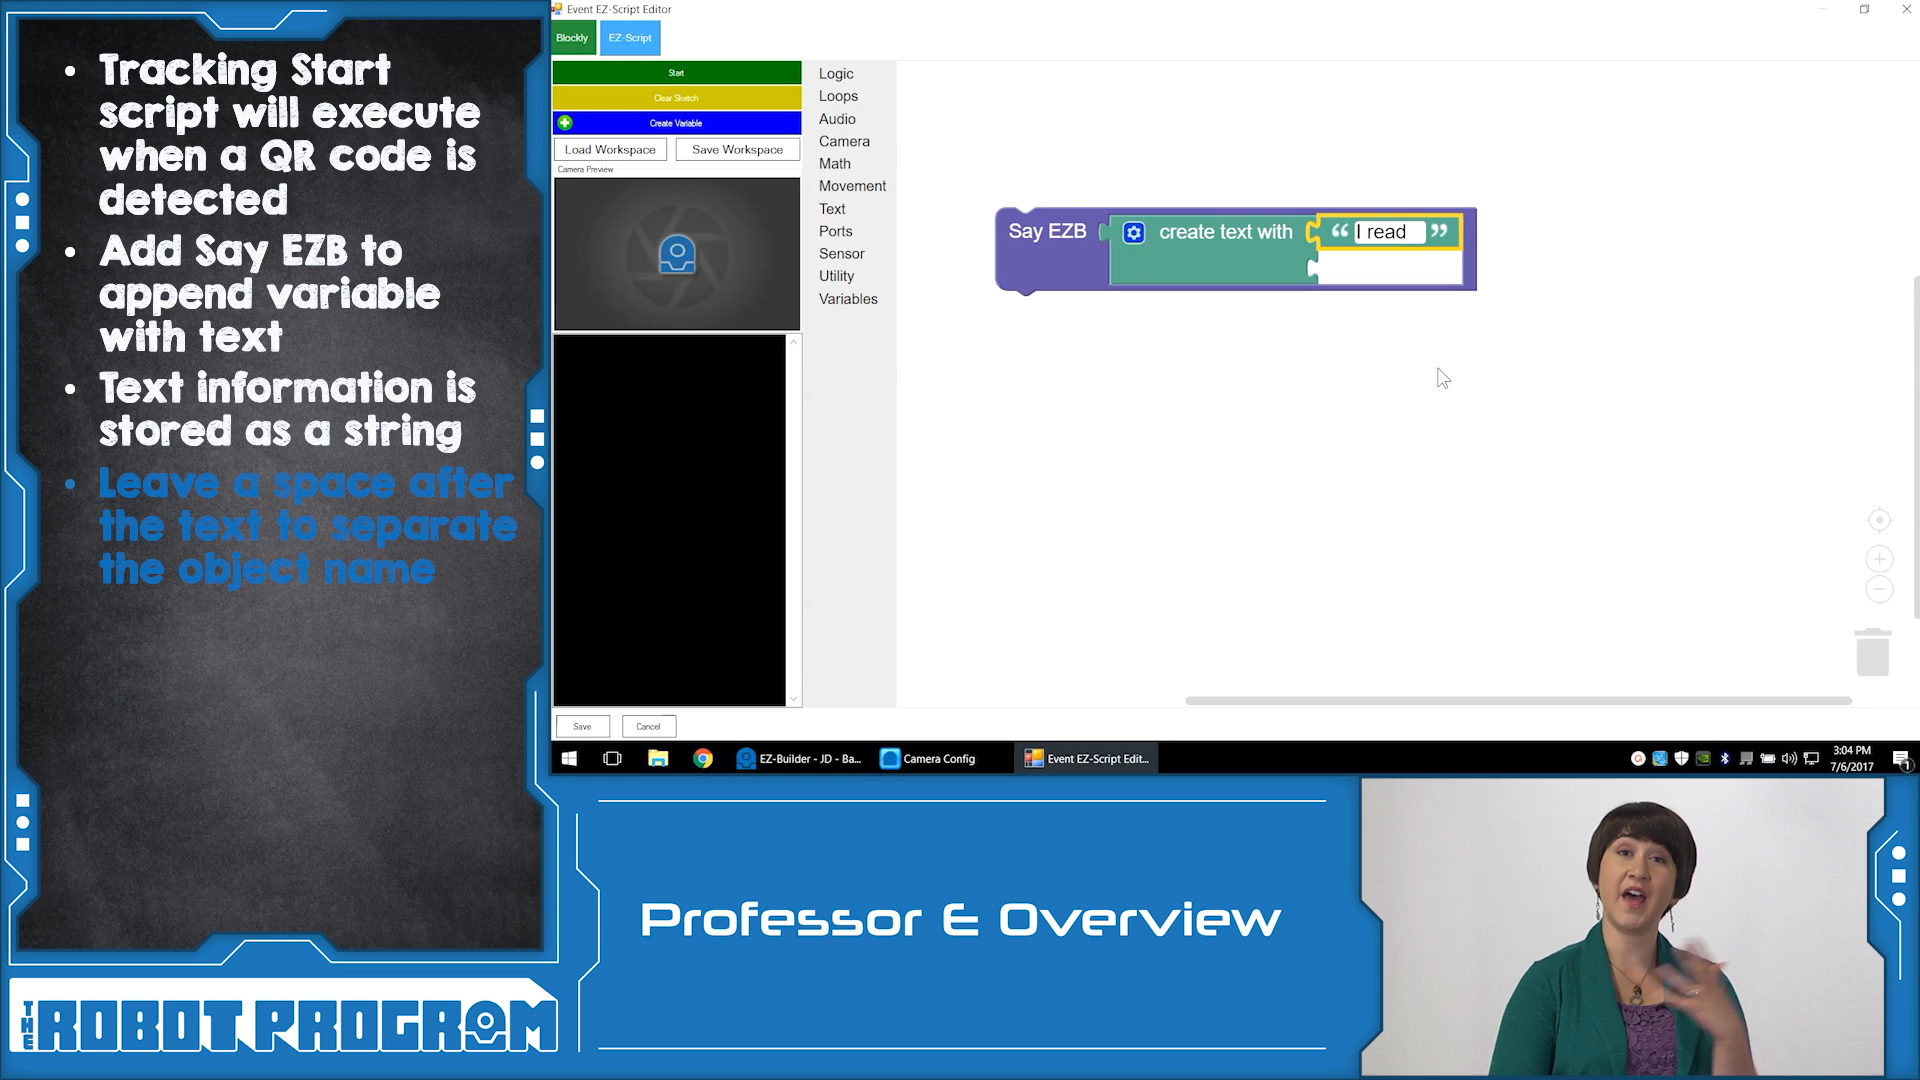 • Tracking Start
script will execute
when a QR code is
detected
• Add Say EZB to
append variable
with text
• Text information is
stored as a string
• Leave a space after
the text to separate
the object name
THE ROBOT PROGRAM
Event EZ-Script Editor
Blockly
EZ-Script
Start
Clear Sketch
Create Variable
Load Workspace
Save Workspace
Camera Preview
Logic
Loops
Audio
Camera
Math
Movement
Text
Ports
Sensor
Utility
Variables
Say EZB create text with “ I read ”
Save
Cancel
EZ-Builder - JD - Ba...
Camera Config
Event EZ-Script Edit...
3:04 PM
7/6/2017
1
Professor E Overview